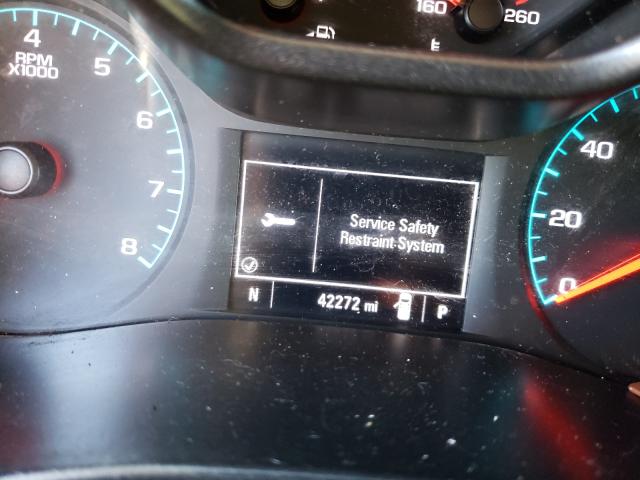 160
260
4
5
6
7
8
RPM
X1000
40
20
0
Service Safety
Restraint System
N
42272 mi
P